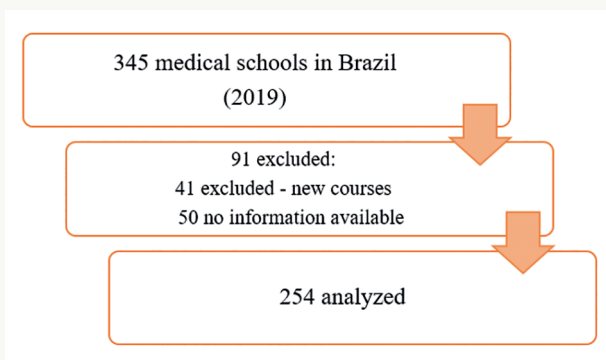 345 medical schools in Brazil
(2019)
91 excluded:
41 excluded - new courses
50 no information available
254 analyzed